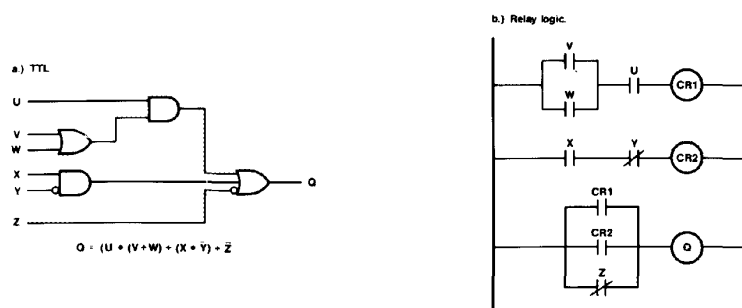 a.) TTL
U
V
W
X
Y
Z
Q
Q = (U • (V+W) + (X • Y̅) + Z̅
b.) Relay logic.
V
U
CR1
W
X
Y
CR2
CR1
CR2
Q
Z